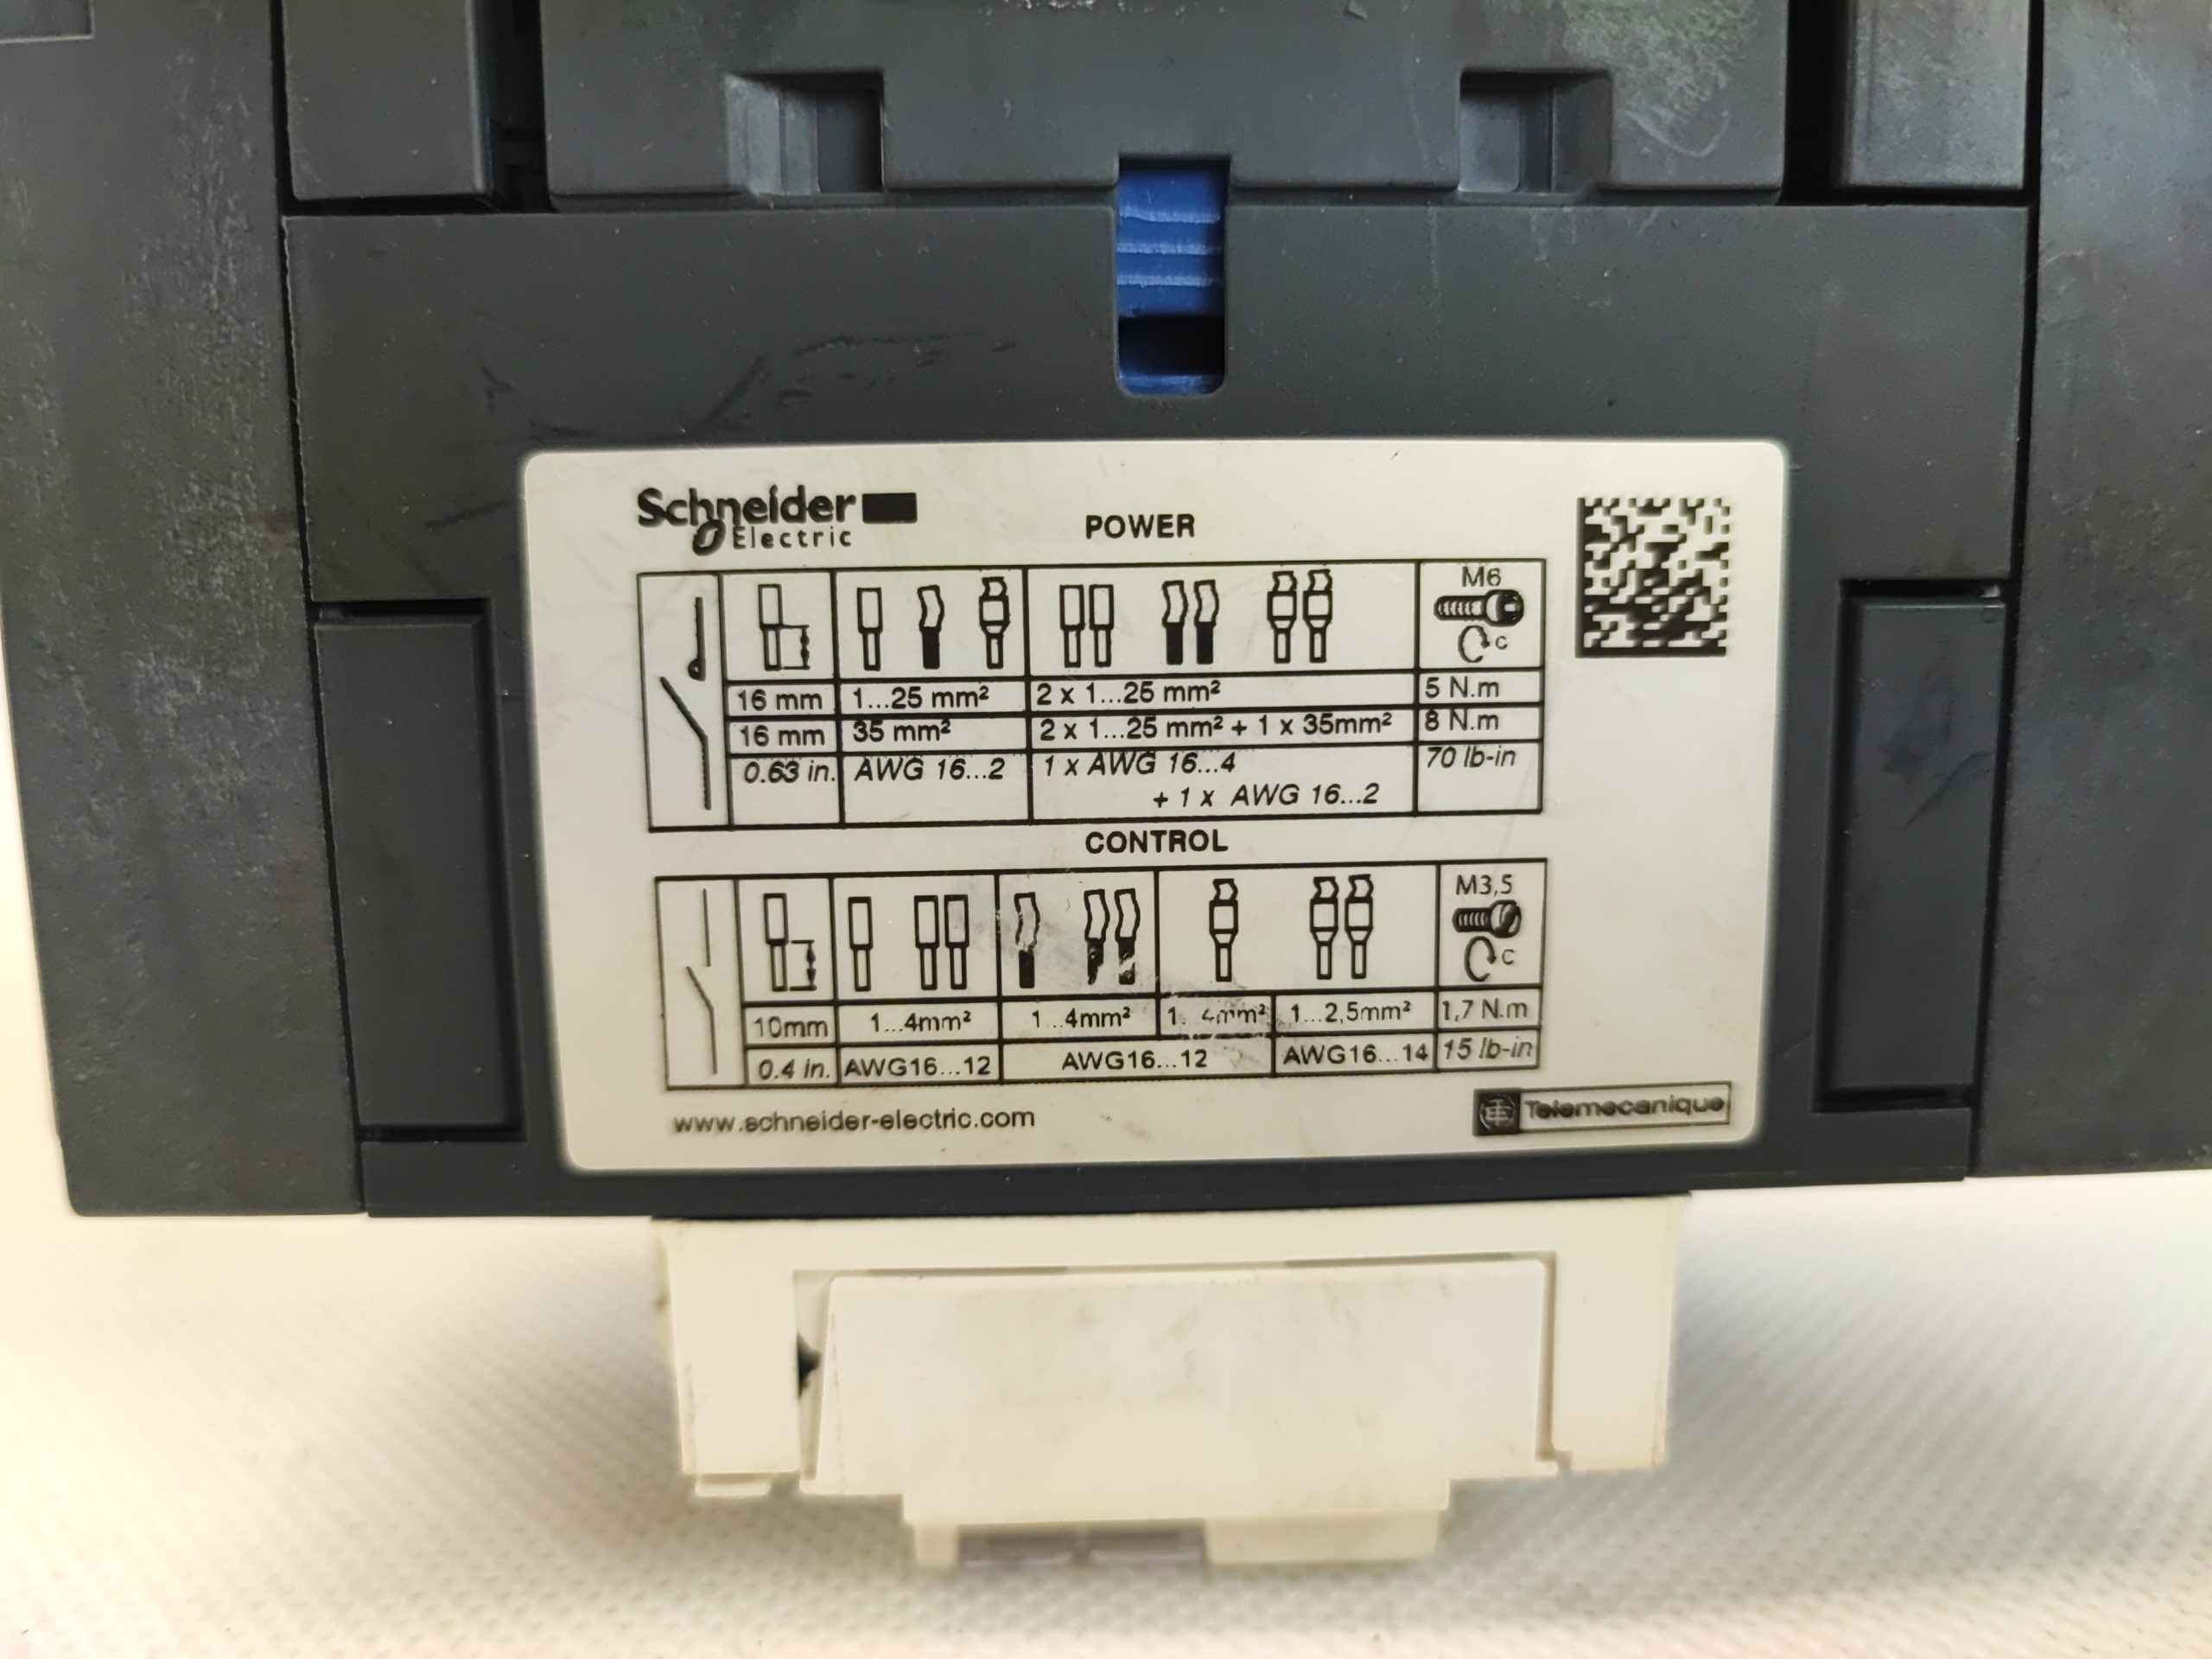 Schneider
Electric
POWER
M6
C
16 mm 1...25 mm² 2 x 1...25 mm² 5 N.m
16 mm 35 mm² 2 x 1...25 mm² + 1 x 35mm² 8 N.m
0.63 in. AWG 16...2 1 x AWG 16...4 70 lb-in
+ 1 x AWG 16...2
CONTROL
M3,5
C
10mm 1...4mm² 1...4mm² 1...4mm² 1...2,5mm² 1,7 N.m
0.4 in. AWG16...12 AWG16...12 AWG16...14 15 lb-in
www.schneider-electric.com
Telemecanique